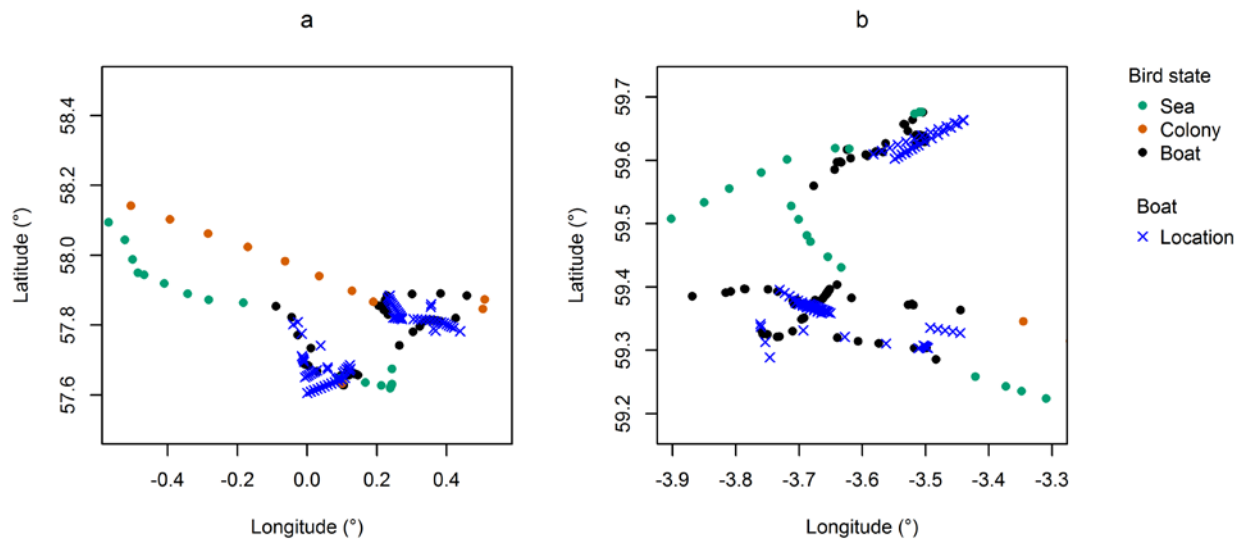 a
b
58.4
58.2
58.0
57.8
57.6
Latitude (°)
-0.4
-0.2
0.0
0.2
0.4
Longitude (°)
59.7
59.6
59.5
59.4
59.3
59.2
Latitude (°)
-3.9
-3.8
-3.7
-3.6
-3.5
-3.4
-3.3
Longitude (°)
Bird state
Sea
Colony
Boat
Boat
Location